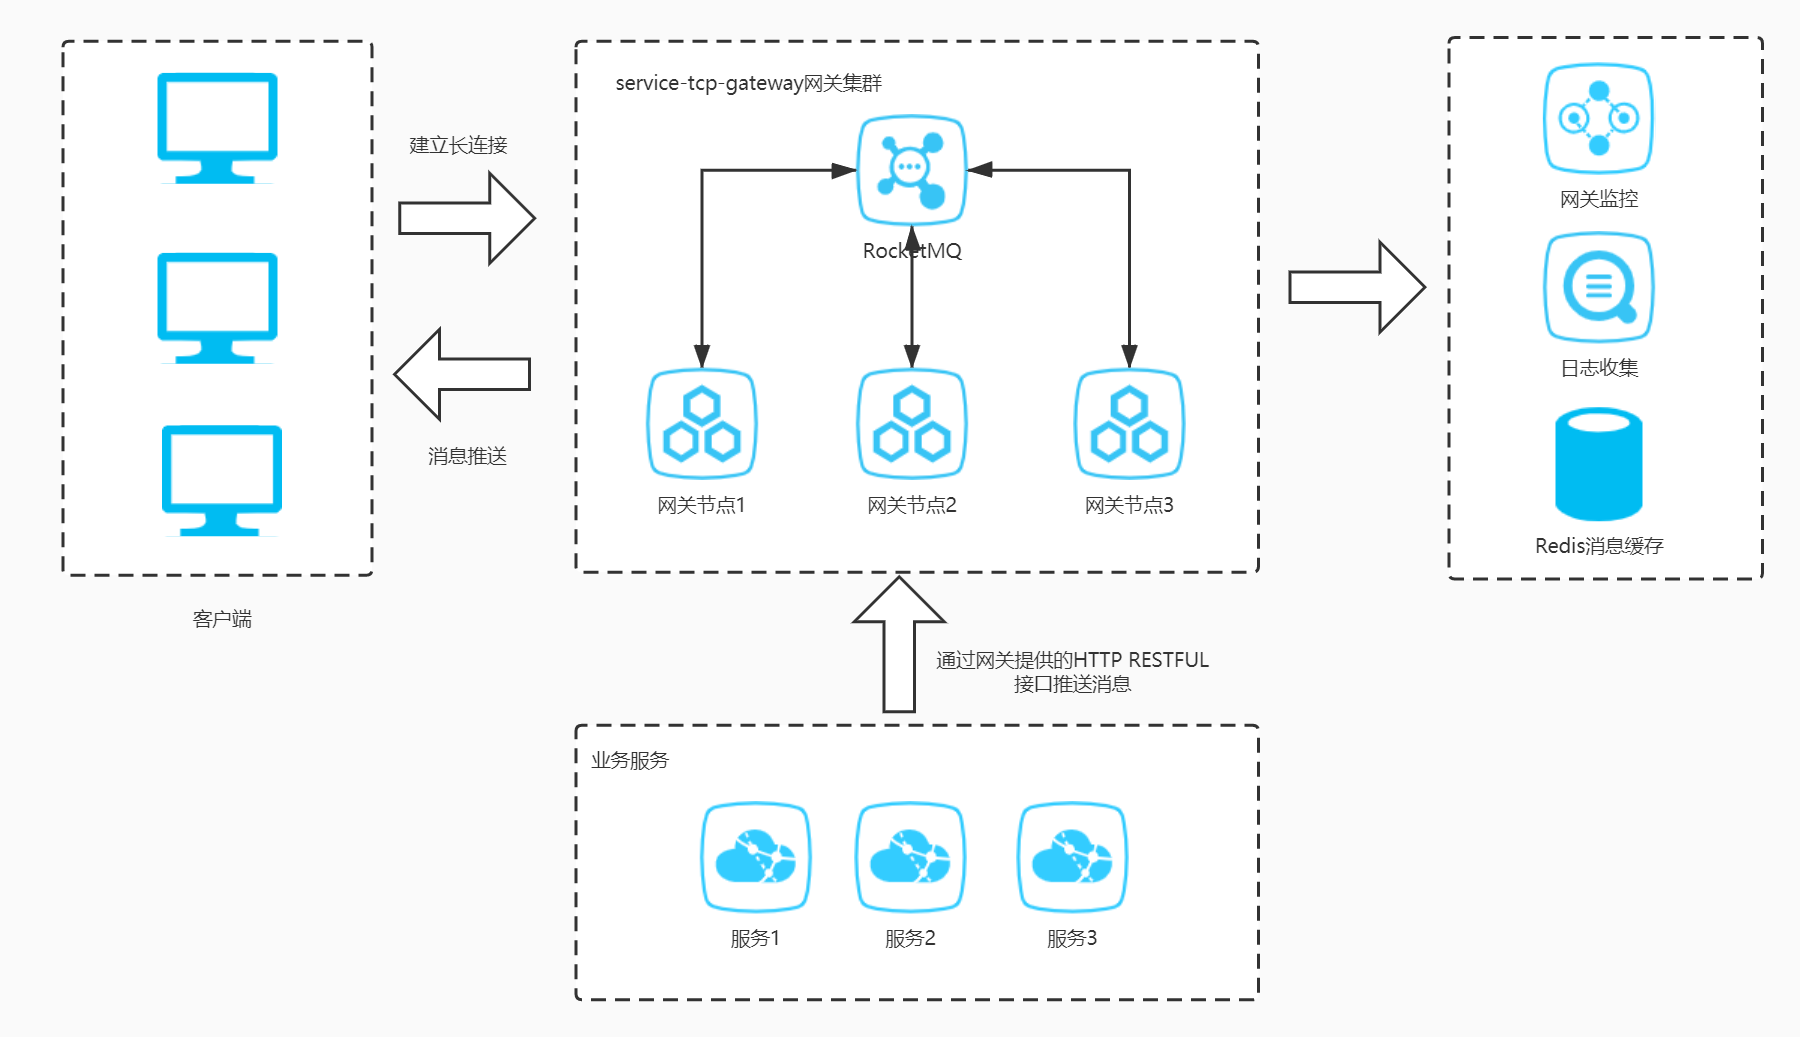 service-tcp-gateway网关集群
建立长连接
网关监控
RocketMQ
日志收集
消息推送
网关节点1
网关节点2
网关节点3
Redis消息缓存
客户端
通过网关提供的HTTP RESTFUL
接口推送消息
业务服务
服务1
服务2
服务3